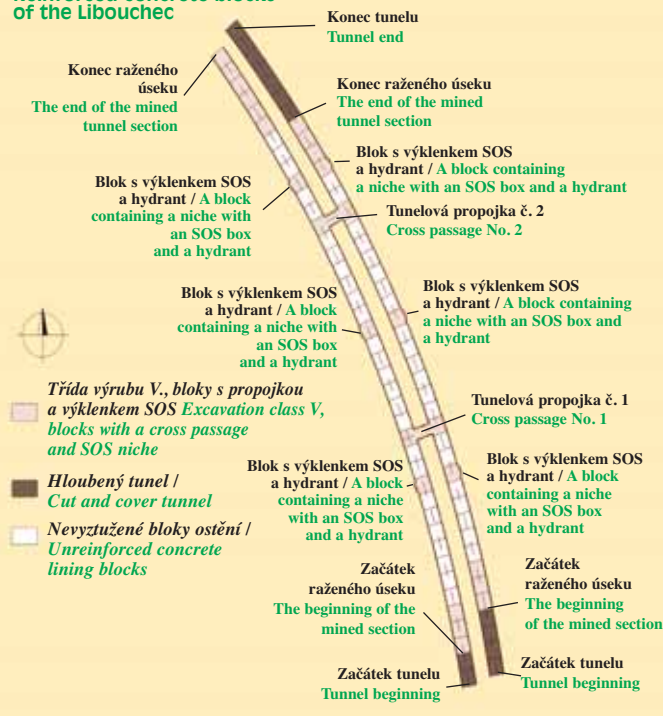 Reinforced concrete blocks
of the Libouchec
Konec tunelu
Tunnel end
Konec raženého
úseku
The end of the mined
tunnel section
Konec raženého úseku
The end of the mined
tunnel section
Blok s výklenkem SOS
a hydrant / A block containing
a niche with an SOS box and a hydrant
Blok s výklenkem SOS
a hydrant / A block
containing a niche with
an SOS box
and a hydrant
Tunelová propojka č. 2
Cross passage No. 2
Blok s výklenkem SOS
a hydrant / A block containing
a niche with an SOS box and
a hydrant
Blok s výklenkem SOS
a hydrant / A block
containing a niche with
an SOS box
and a hydrant
Třída výrubu V., bloky s propojkou
a výklenkem SOS Excavation class V,
blocks with a cross passage
and SOS niche
Hloubený tunel /
Cut and cover tunnel
Nevyztužené bloky ostění /
Unreinforced concrete
lining blocks
Tunelová propojka č. 1
Cross passage No. 1
Blok s výklenkem SOS
a hydrant / A block
containing a niche
with an SOS box
and a hydrant
Blok s výklenkem SOS
a hydrant / A block
containing a niche
with an SOS box
and a hydrant
Začátek
raženého úseku
The beginning of the
mined section
Začátek
raženého úseku
The beginning
of the mined section
Začátek tunelu
Tunnel beginning
Začátek tunelu
Tunnel beginning